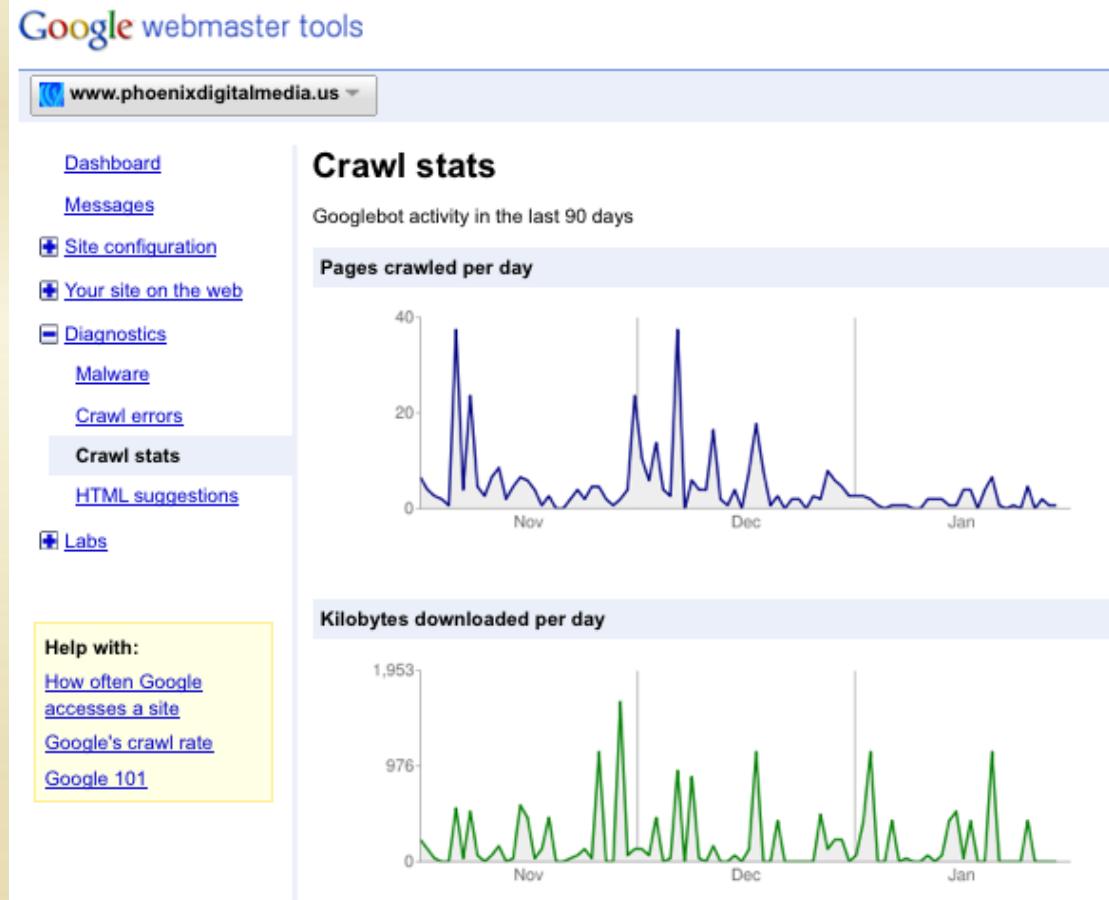 Google webmaster tools
www.phoenixdigitalmedia.us
Dashboard
Messages
Site configuration
Your site on the web
Diagnostics
Malware
Crawl errors
Crawl stats
HTML suggestions
Labs
Help with:
How often Google
accesses a site
Google's crawl rate
Google 101
Crawl stats
Googlebot activity in the last 90 days
Pages crawled per day
40
20
0
Nov Dec Jan
Kilobytes downloaded per day
1,953
976
0
Nov Dec Jan